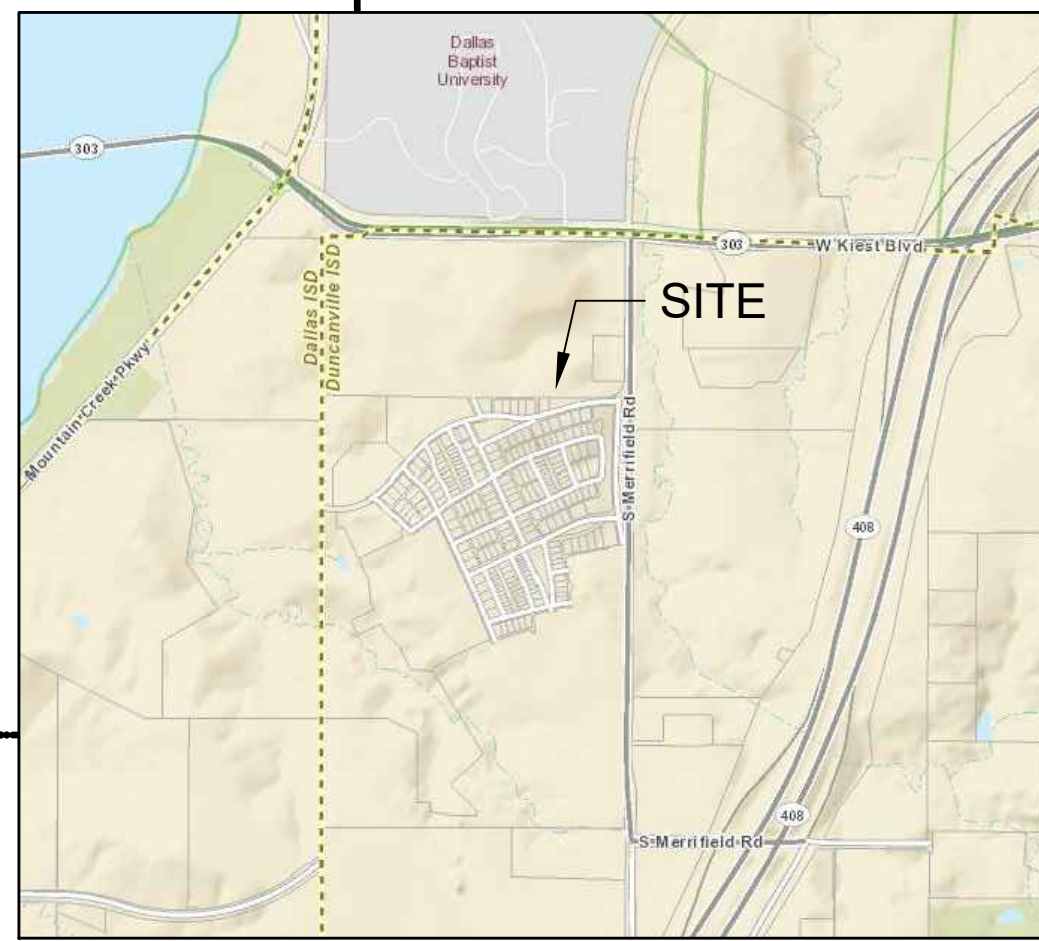 Dallas
Baptist
University
303
303
W Kiest Blvd
Dallas ISD
Duncanville ISD
SITE
Mountain-Creek-Pkwy
S-Merrifield-Rd
408
408
S-Merrifield-Rd